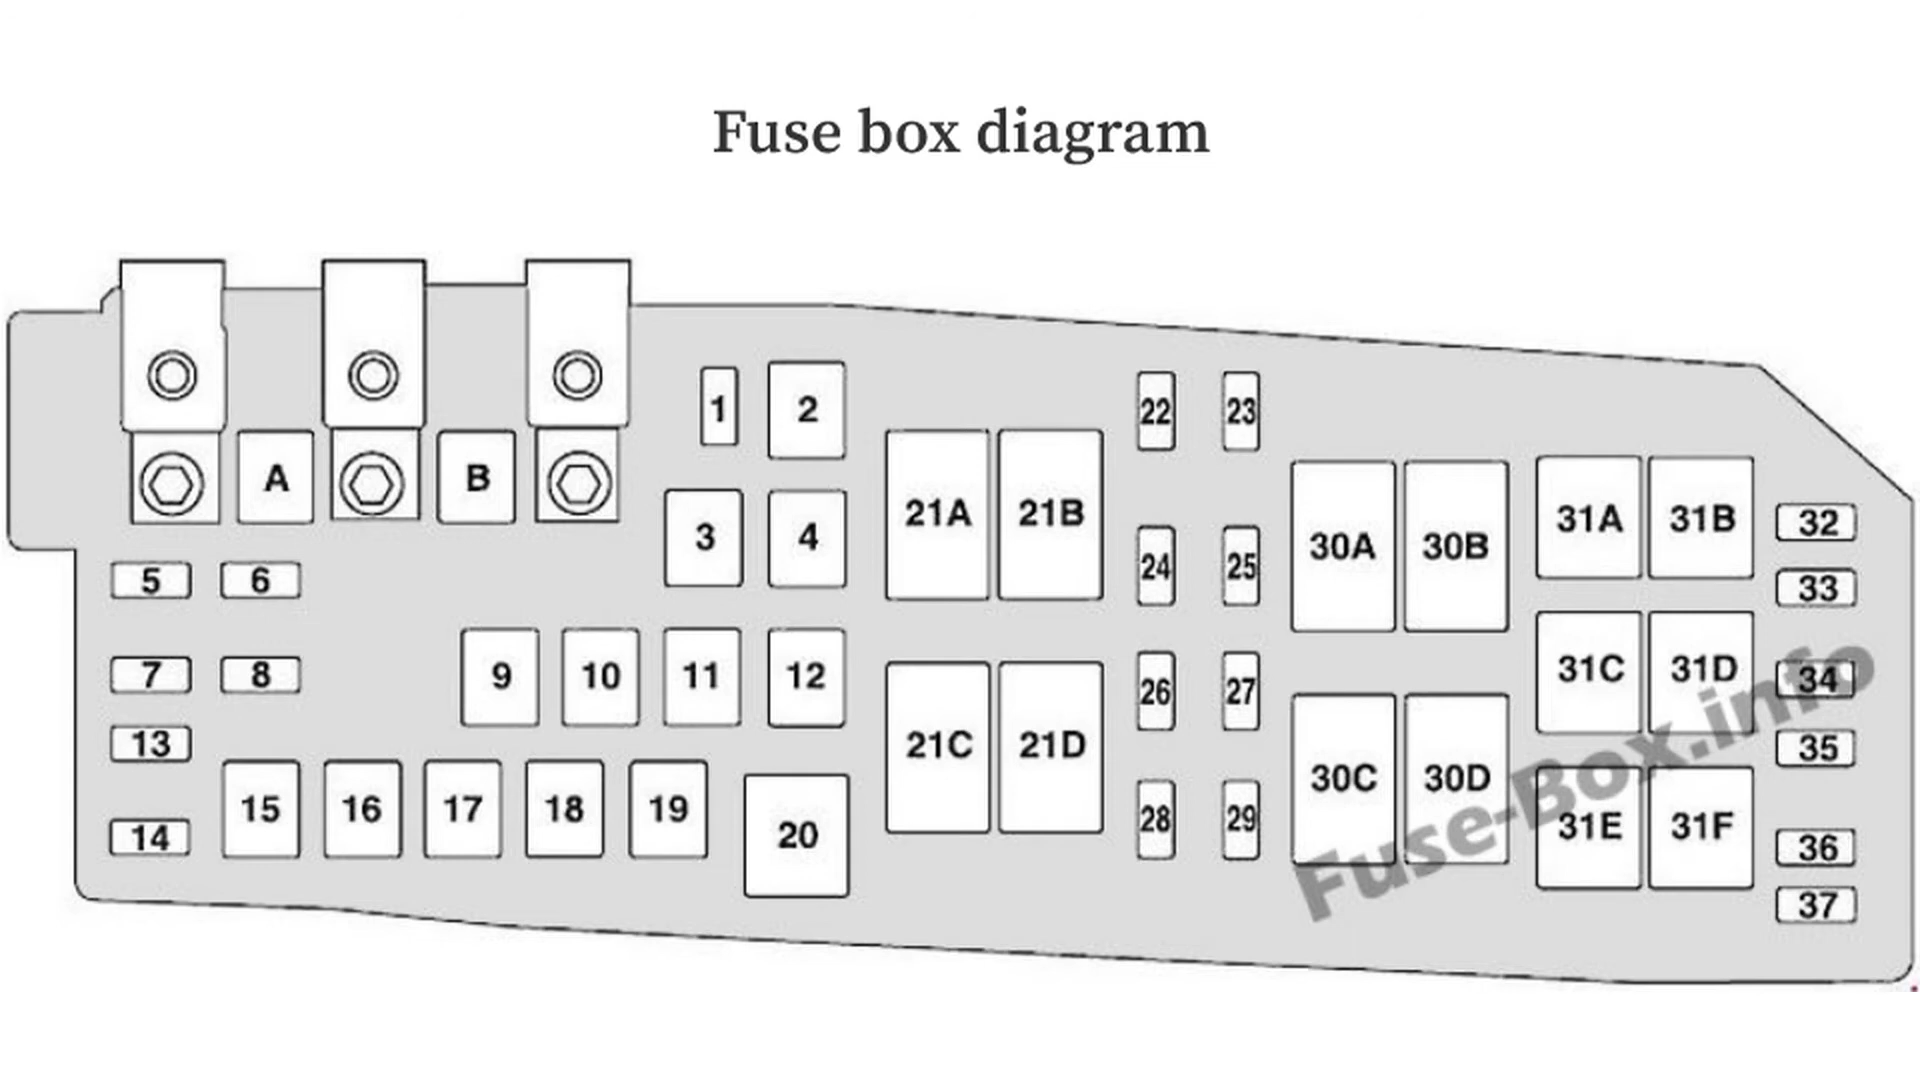 Fuse box diagram
1 2 22 23
A B 21A 21B 31A 31B 32
3 4 24 25 30A 30B
5 6 33
7 8 9 10 11 12 26 27 31C 31D 34
13 21C 21D 35
15 16 17 18 19 28 29 30C 30D
14 20 31E 31F 36
37
Fuse-Box.info